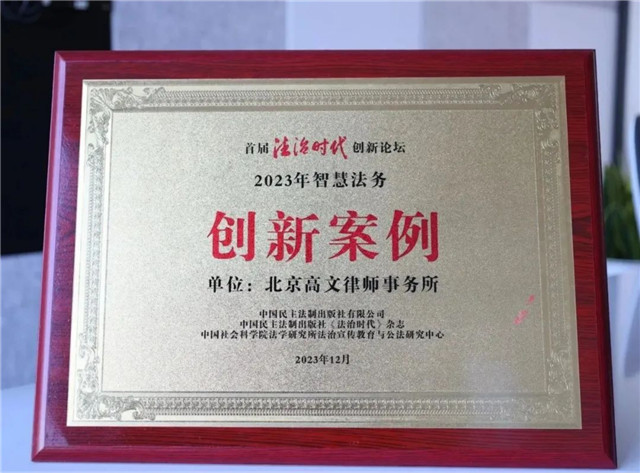 首届法治时代创新论坛
2023年智慧法务
创新案例
单位：北京高文律师事务所
中国民主法制出版社有限公司
中国民主法制出版社《法治时代》杂志
中国社会科学院法学研究所法治宣传教育与公法研究中心
2023年12月